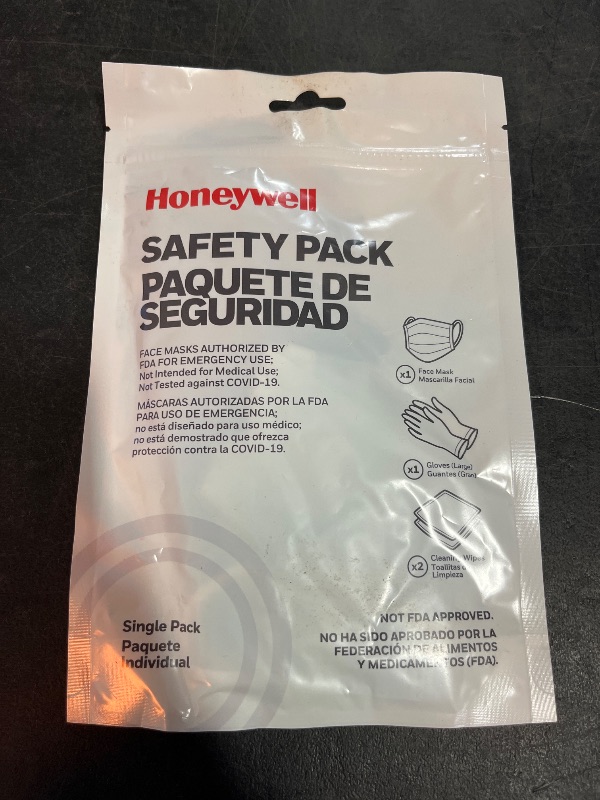 Honeywell
SAFETY PACK
PAQUETE DE
SEGURIDAD
FACE MASKS AUTHORIZED BY
FDA FOR EMERGENCY USE;
Not Intended for Medical Use;
Not Tested against COVID-19.
MÁSCARAS AUTORIZADAS POR LA FDA
PARA USO DE EMERGENCIA;
no está diseñado para uso médico;
no está demostrado que ofrezca
protección contra la COVID-19.
x1 Face Mask
Mascarilla Facial
x1 Gloves (Large)
Guantes (Gran)
x2 Cleaning Wipes
Toallitas
Limpieza
Single Pack
Paquete
Individual
NOT FDA APPROVED.
NO HA SIDO APROBADO POR LA
FEDERACIÓN DE ALIMENTOS
Y MEDICAMENTOS (FDA).